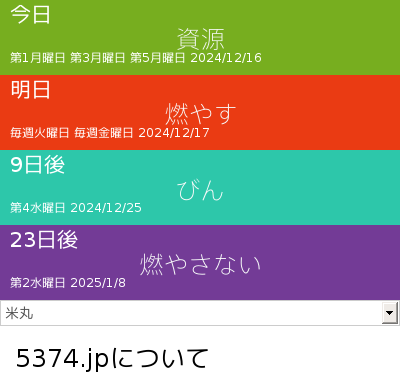 今日
資源
第1月曜日 第3月曜日 第5月曜日 2024/12/16
明日
燃やす
毎週火曜日 毎週金曜日 2024/12/17
9日後
びん
第4水曜日 2024/12/25
23日後
燃やさない
第2水曜日 2025/1/8
米丸
5374.jpについて